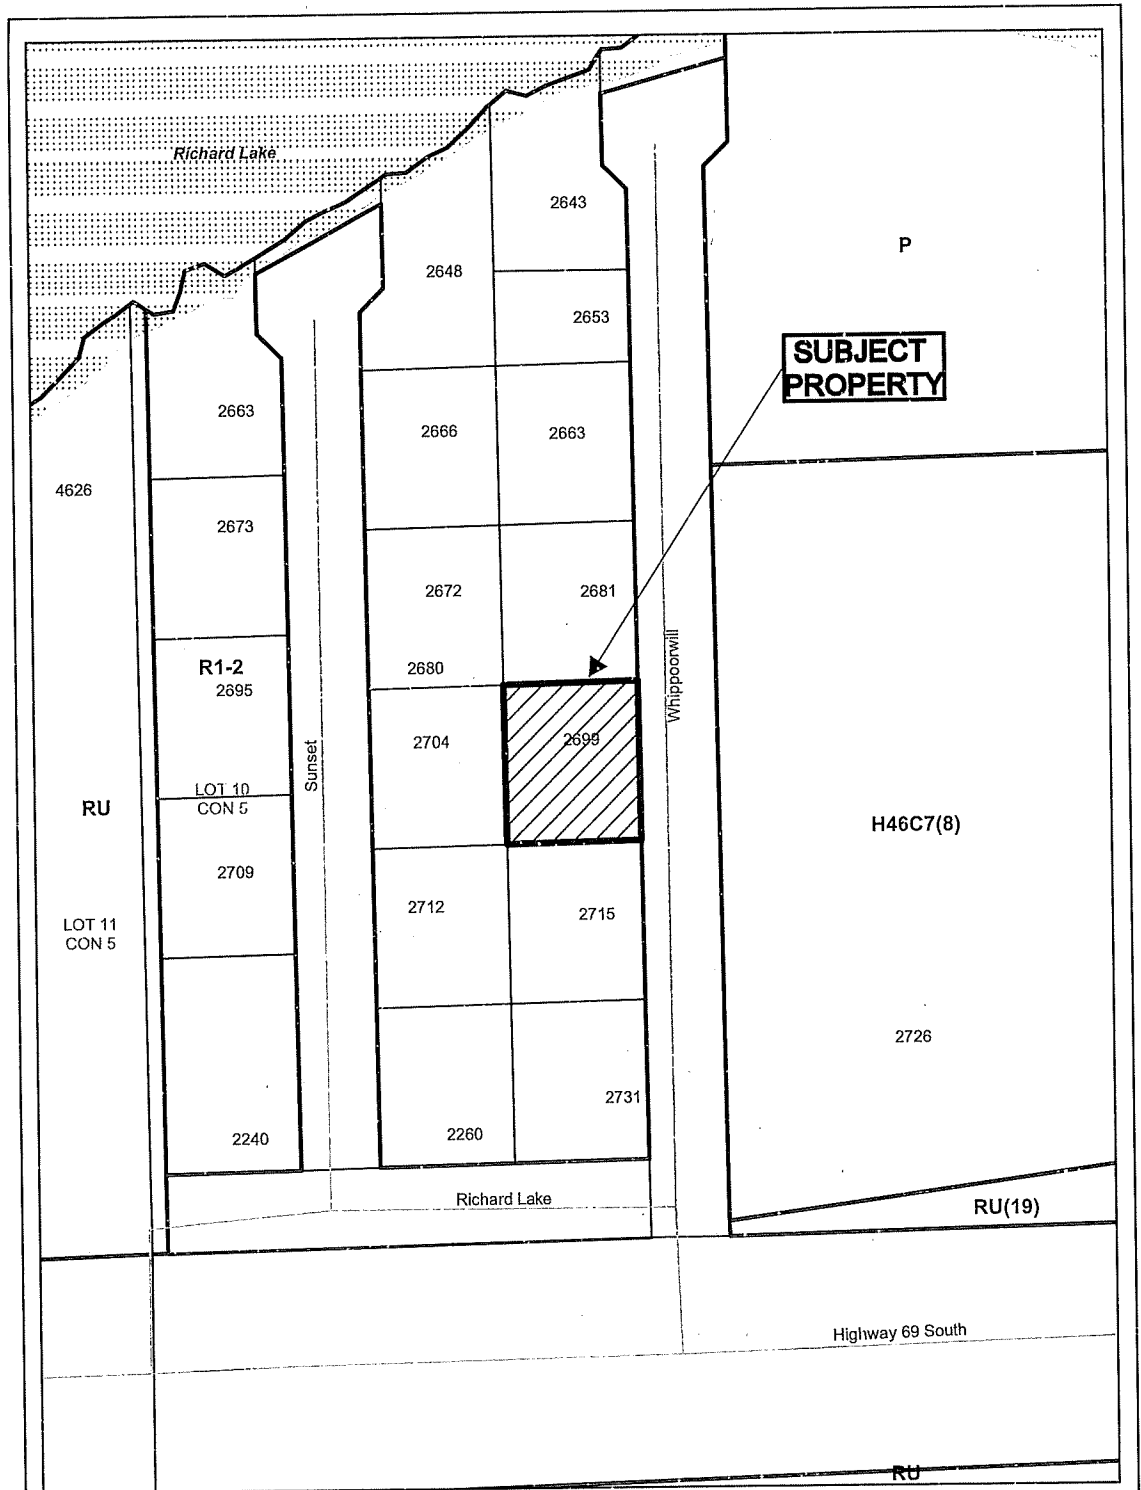 Richard Lake
2643
P
2648
2653
SUBJECT
PROPERTY
2663
2666
2663
4626
2673
2672
2681
R1-2
2680
2695
Whippoorwill
2704
2699
Sunset
LOT 10
CON 5
RU
H46C7(8)
2709
2712
2715
LOT 11
CON 5
2726
2731
2240
2260
Richard Lake
RU(19)
Highway 69 South
RU